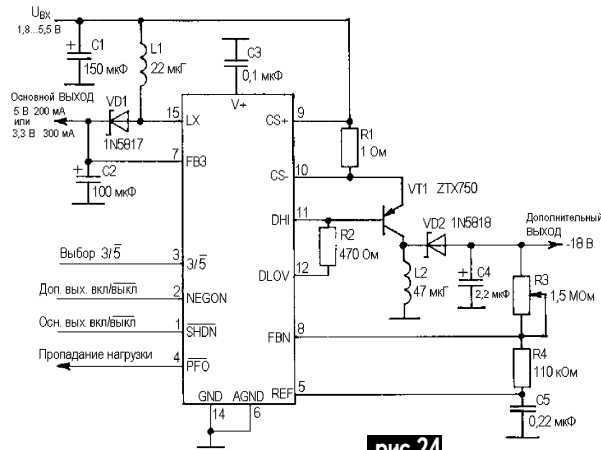 Uвх
1,8...5,5 В
C1
150 мкФ
L1
22 мкГ
C3
0,1 мкФ
V+
Основной ВЫХОД
5 В 200 мА
или
3,3 В 300 мА
VD1
1N5817
15
LX
CS+
9
R1
1 Ом
7
FB3
C2
100 мкФ
CS-
10
VT1 ZTX750
DHI
11
R2
470 Ом
VD2 1N5818
Дополнительный
ВЫХОД
-18 В
Выбор 3/5
3
3/5
DLOV
12
L2
47 мкГ
C4
2,2 мкФ
R3
1,5 МОм
Доп. вых. вкл/выкл
2
NEGON
Осн. вых. вкл/выкл
1
SHDN
FBN
8
Пропадание нагрузки
4
PFO
R4
110 кОм
REF
5
GND
AGND
14
6
C5
0,22 мкФ
рис.24